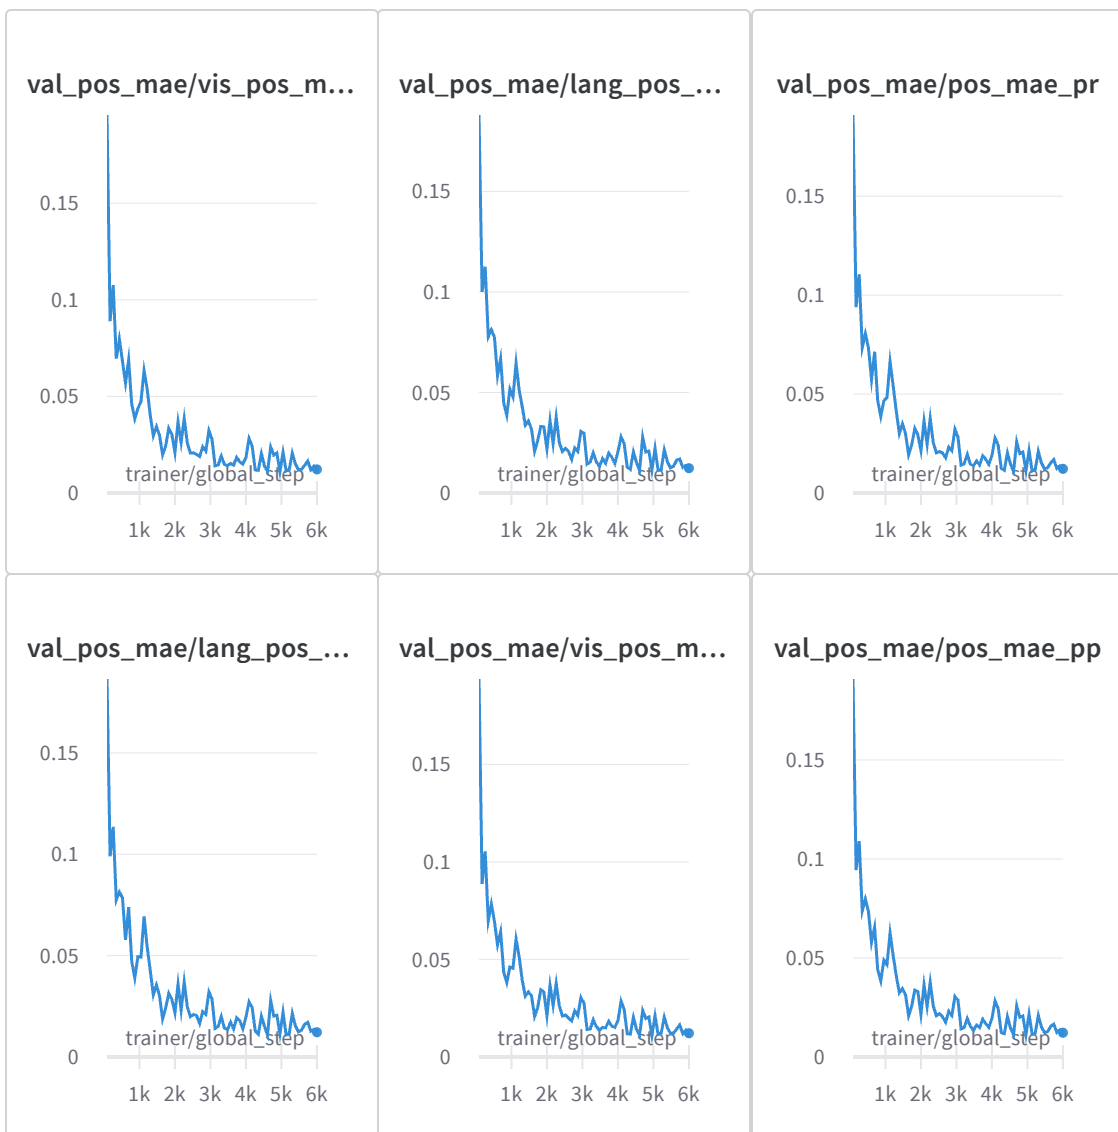 val_pos_mae/vis_pos_m...
0.15
0.1
0.05
0
trainer/global_step
1k 2k 3k 4k 5k 6k
val_pos_mae/lang_pos_...
0.15
0.1
0.05
0
trainer/global_step
1k 2k 3k 4k 5k 6k
val_pos_mae/pos_mae_pr
0.15
0.1
0.05
0
trainer/global_step
1k 2k 3k 4k 5k 6k
val_pos_mae/lang_pos_...
0.15
0.1
0.05
0
trainer/global_step
1k 2k 3k 4k 5k 6k
val_pos_mae/vis_pos_m...
0.15
0.1
0.05
0
trainer/global_step
1k 2k 3k 4k 5k 6k
val_pos_mae/pos_mae_pp
0.15
0.1
0.05
0
trainer/global_step
1k 2k 3k 4k 5k 6k